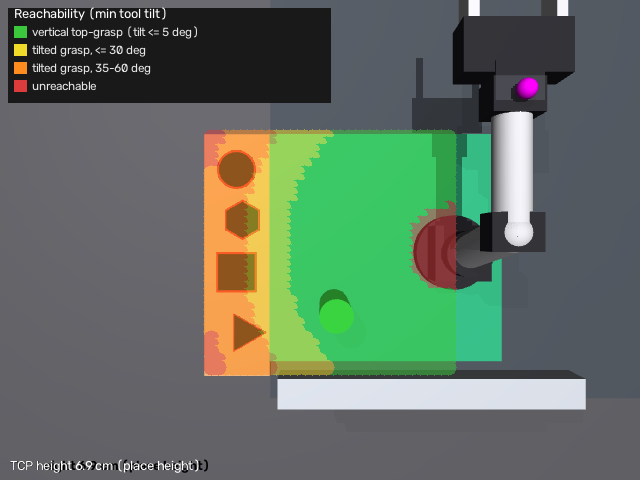 Reachability (min tool tilt)
vertical top-grasp (tilt <= 5 deg)
tilted grasp, <= 30 deg
tilted grasp, 35-60 deg
unreachable
TCP height 6.9 cm (place height)